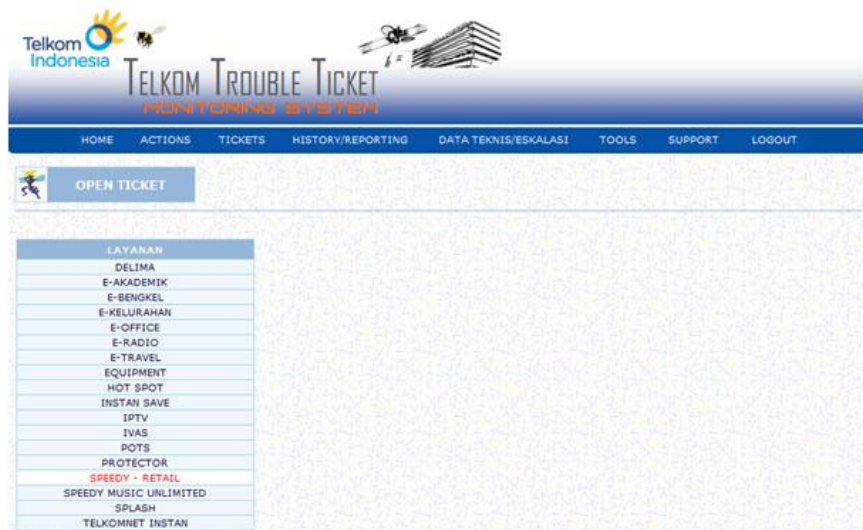 Telkom
Indonesia
TELKOM TROUBLE TICKET
MONITORING SYSTEM
HOME ACTIONS TICKETS HISTORY/REPORTING DATA TEKNIS/ESKALASI TOOLS SUPPORT LOGOUT
OPEN TICKET
LAYANAN
DELIMA
E-AKADEMIK
E-BENGKEL
E-KELURAHAN
E-OFFICE
E-RADIO
E-TRAVEL
EQUIPMENT
HOT SPOT
INSTAN SAVE
IPTV
IVAS
POTS
PROTECTOR
SPEEDY - RETAIL
SPEEDY MUSIC UNLIMITED
SPLASH
TELKOMNET INSTAN